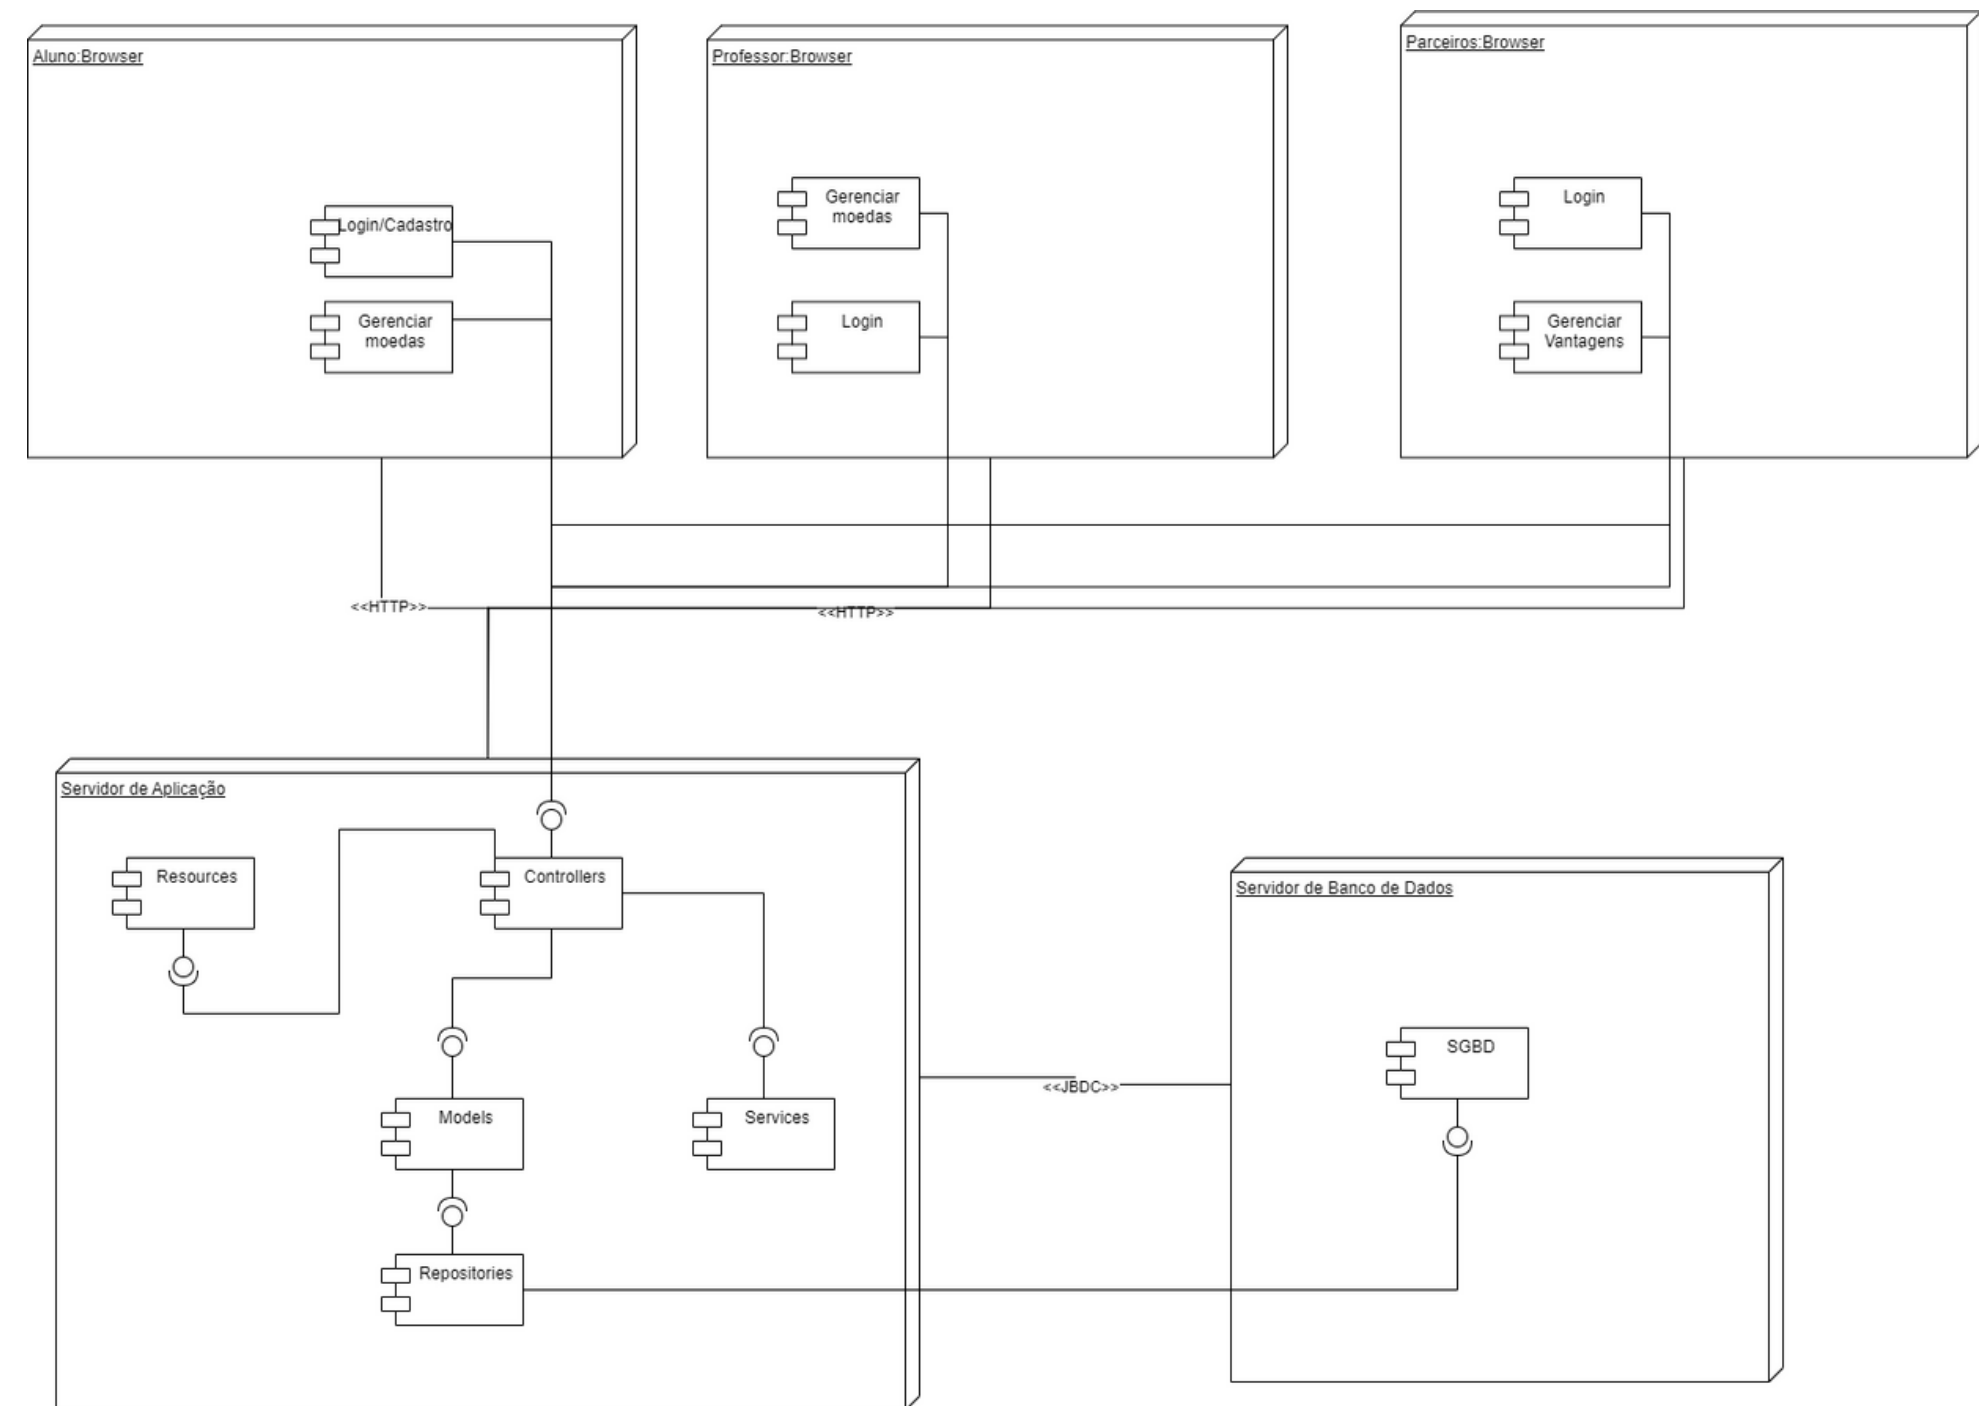 Aluno:Browser
Professor:Browser
Parceiros:Browser
Login/Cadastro
Gerenciar
moedas
Gerenciar
moedas
Login
Login
Gerenciar
Vantagens
<<HTTP>>
<<HTTP>>
Servidor de Aplicação
Resources
Controllers
Models
Services
Repositories
<<JBDC>>
Servidor de Banco de Dados
SGBD